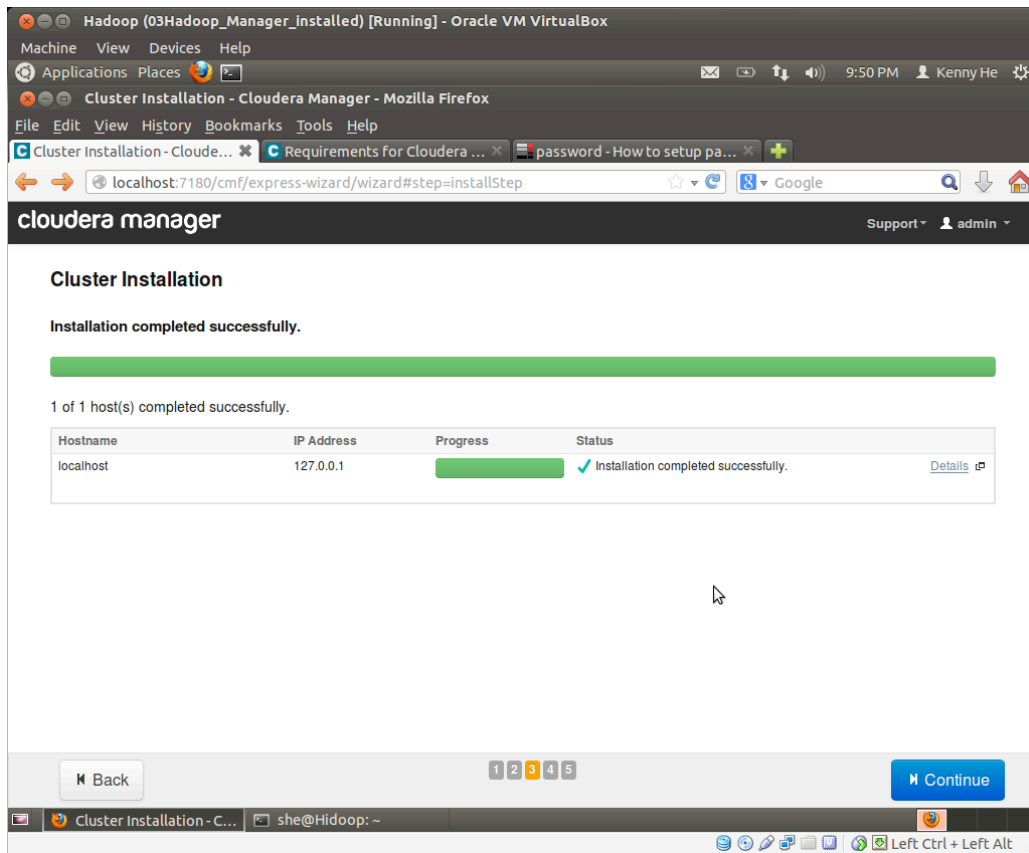 Hadoop (03Hadoop_Manager_installed) [Running] - Oracle VM VirtualBox
Machine View Devices Help
Applications Places 9:50 PM Kenny He
Cluster Installation - Cloudera Manager - Mozilla Firefox
File Edit View History Bookmarks Tools Help
Cluster Installation - Cloude... Requirements for Cloudera ... password - How to setup pa...
localhost:7180/cmf/express-wizard/wizard#step=installStep Google
cloudera manager Support admin
Cluster Installation
Installation completed successfully.
1 of 1 host(s) completed successfully.
Hostname IP Address Progress Status
localhost 127.0.0.1 Installation completed successfully. Details
Back 1 2 3 4 5 Continue
Cluster Installation - C... she@Hidoop: ~
Left Ctrl + Left Alt